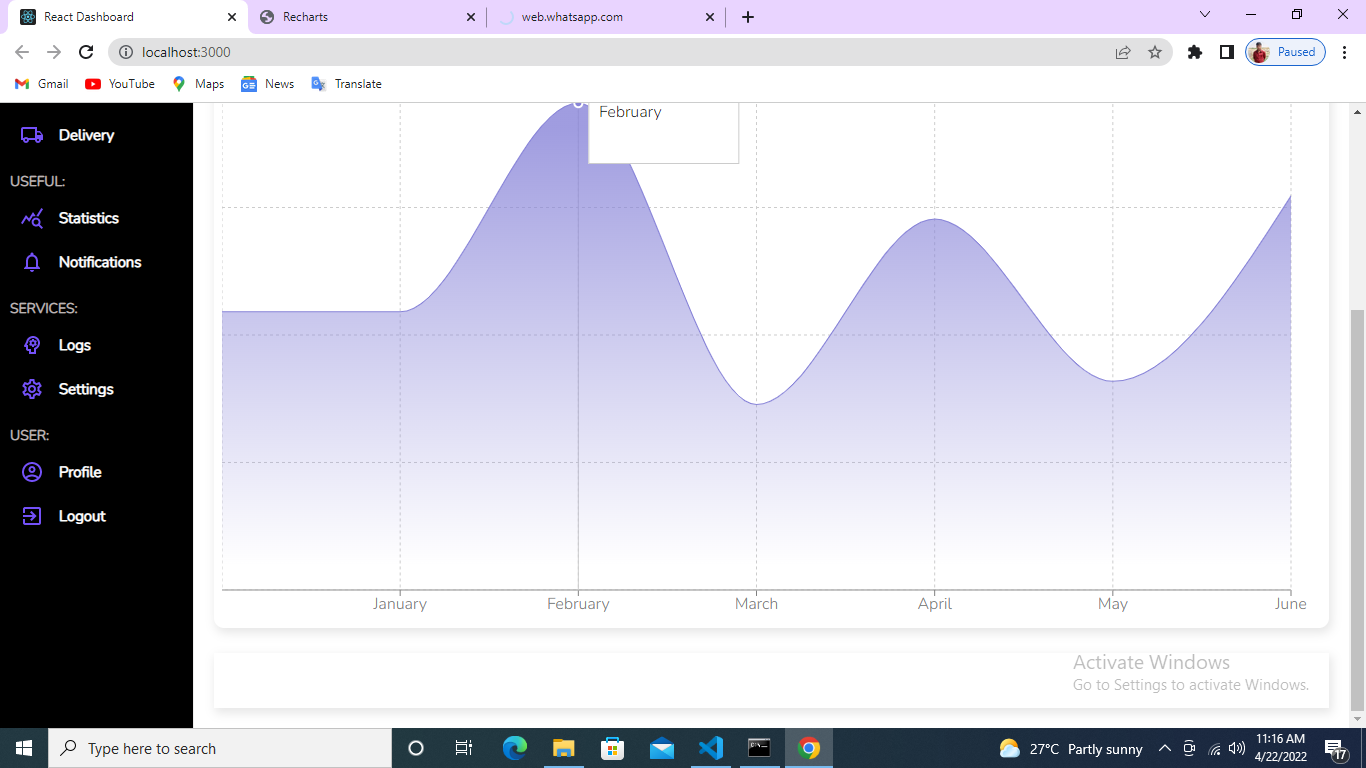 React Dashboard
Recharts
web.whatsapp.com
localhost:3000
Paused
Gmail
YouTube
Maps
News
Translate
Delivery
USEFUL:
Statistics
Notifications
SERVICES:
Logs
Settings
USER:
Profile
Logout
February
January February March April May June
Activate Windows
Go to Settings to activate Windows.
Type here to search
27°C Partly sunny
11:16 AM
4/22/2022
17